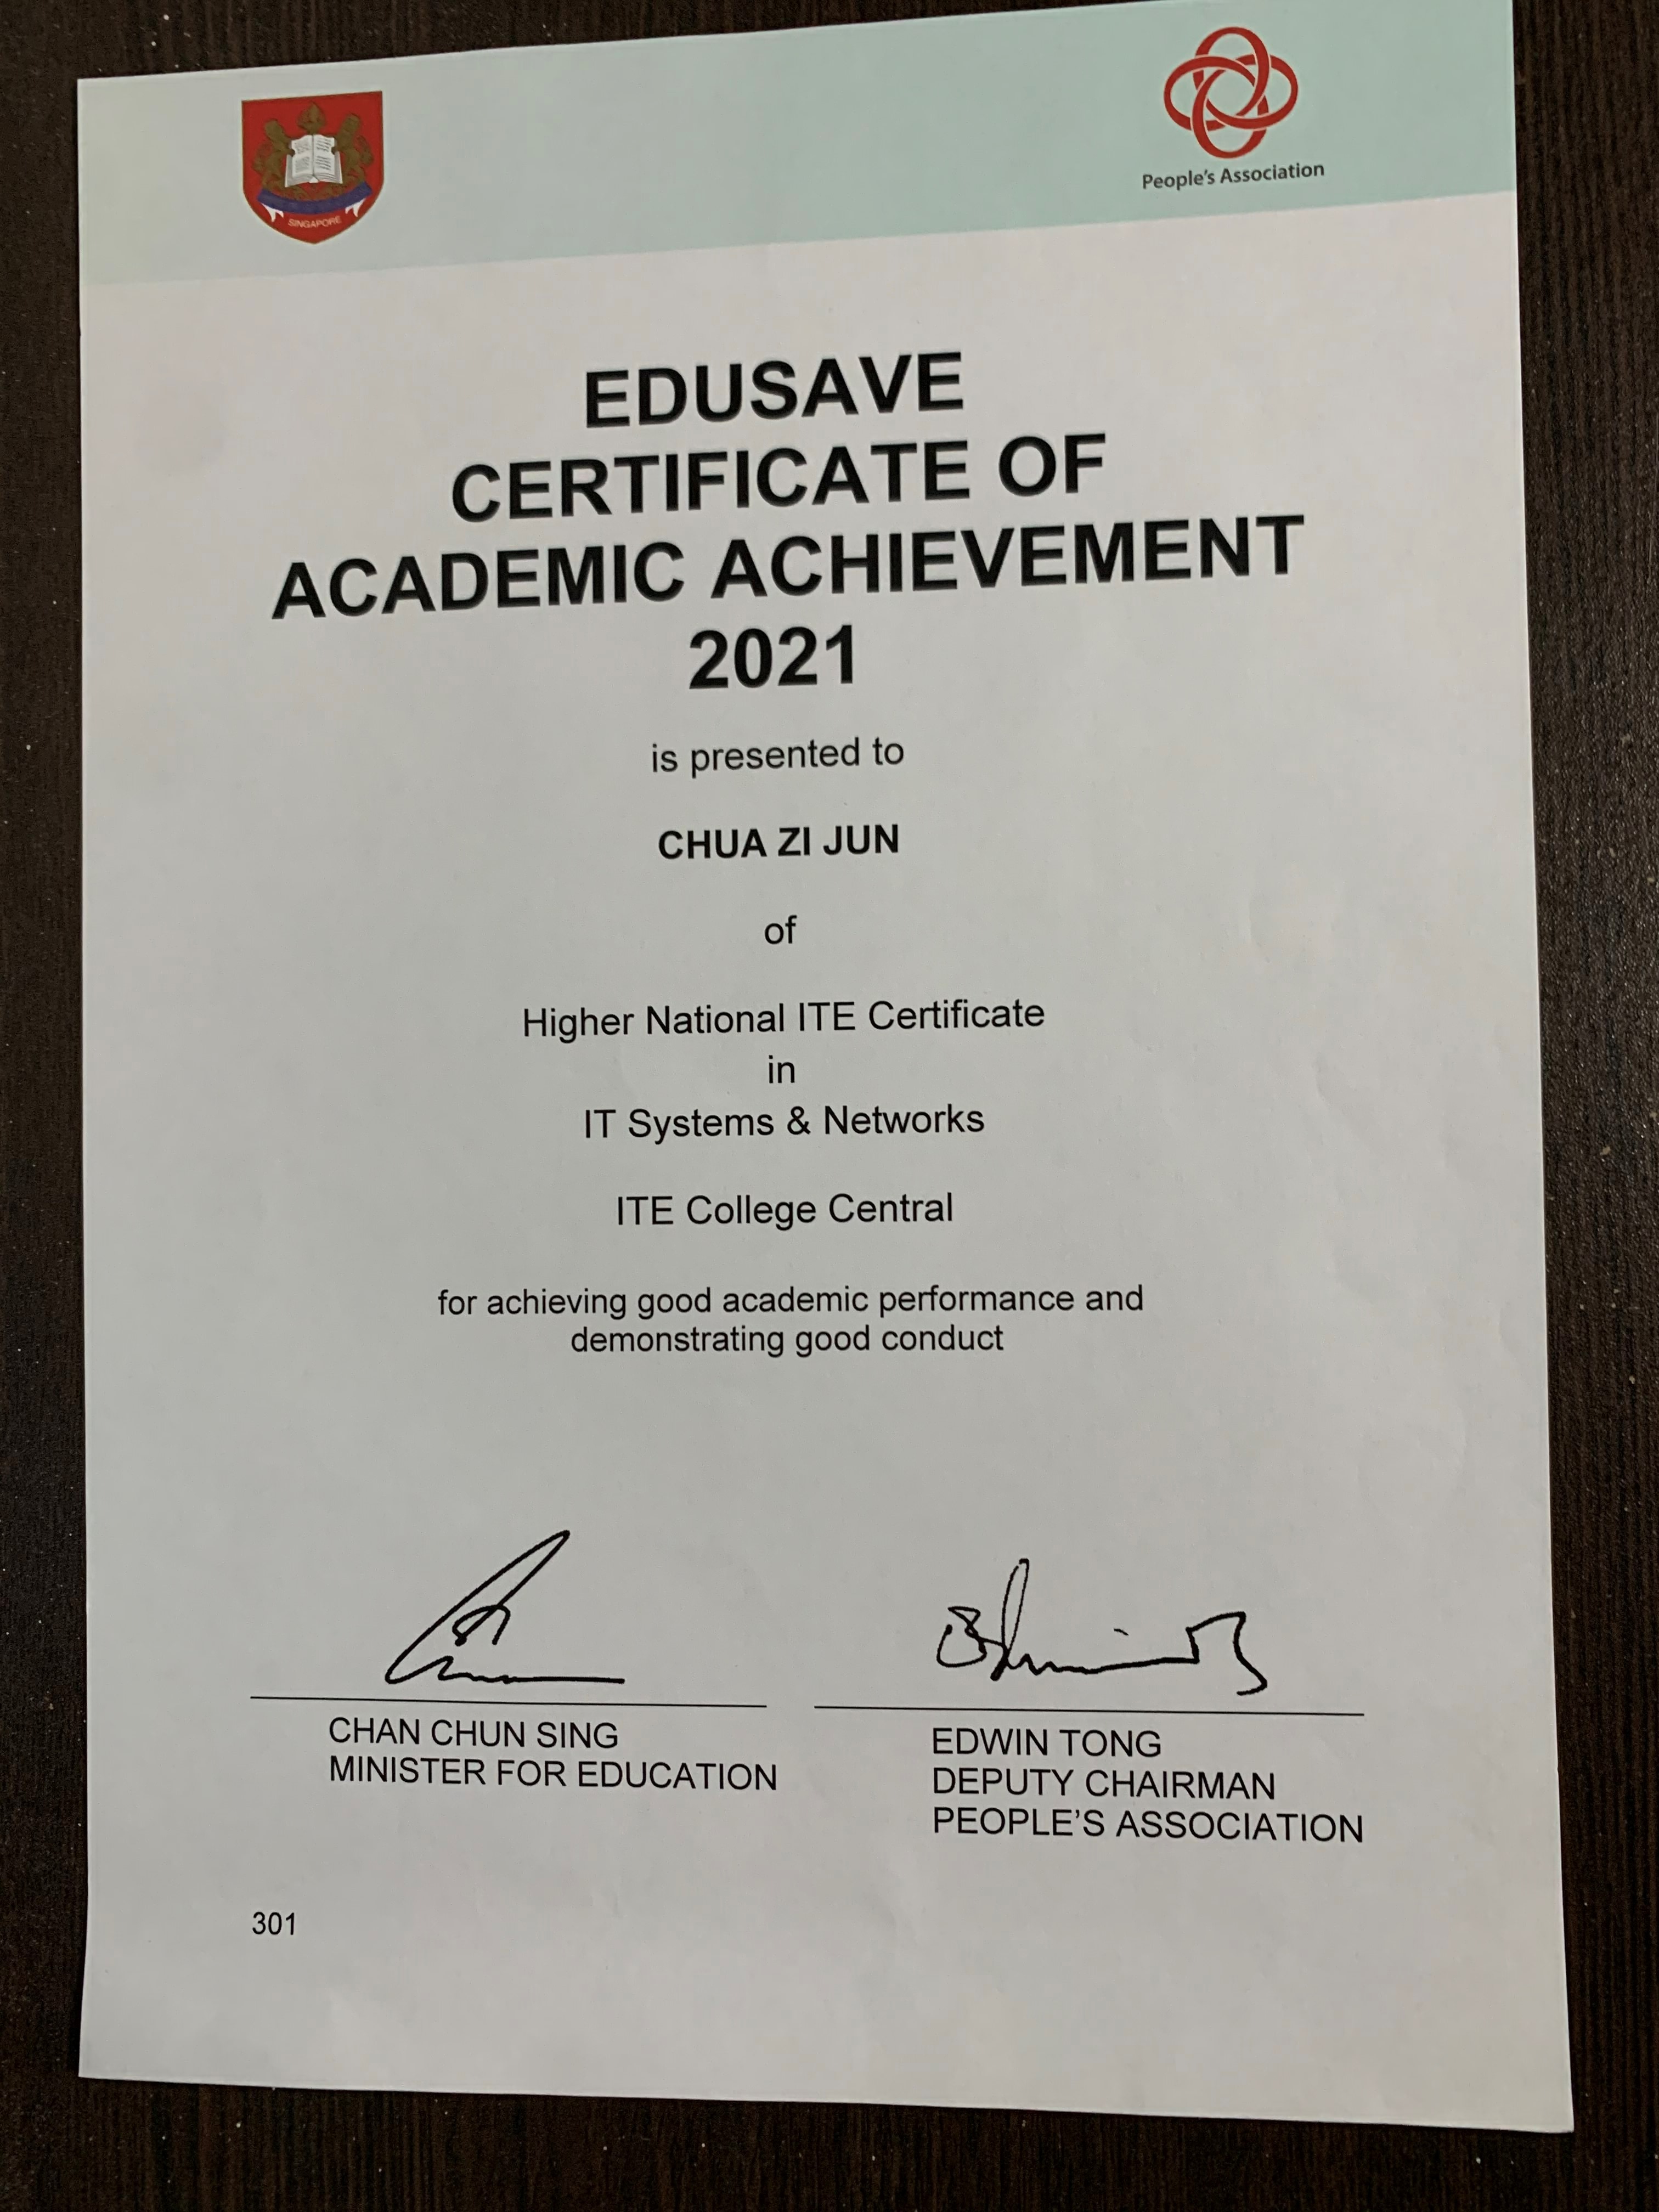 SINGAPORE
People's Association
EDUSAVE
CERTIFICATE OF
ACADEMIC ACHIEVEMENT
2021
is presented to
CHUA ZI JUN
of
Higher National ITE Certificate
in
IT Systems & Networks
ITE College Central
for achieving good academic performance and
demonstrating good conduct
CHAN CHUN SING
MINISTER FOR EDUCATION
EDWIN TONG
DEPUTY CHAIRMAN
PEOPLE'S ASSOCIATION
301